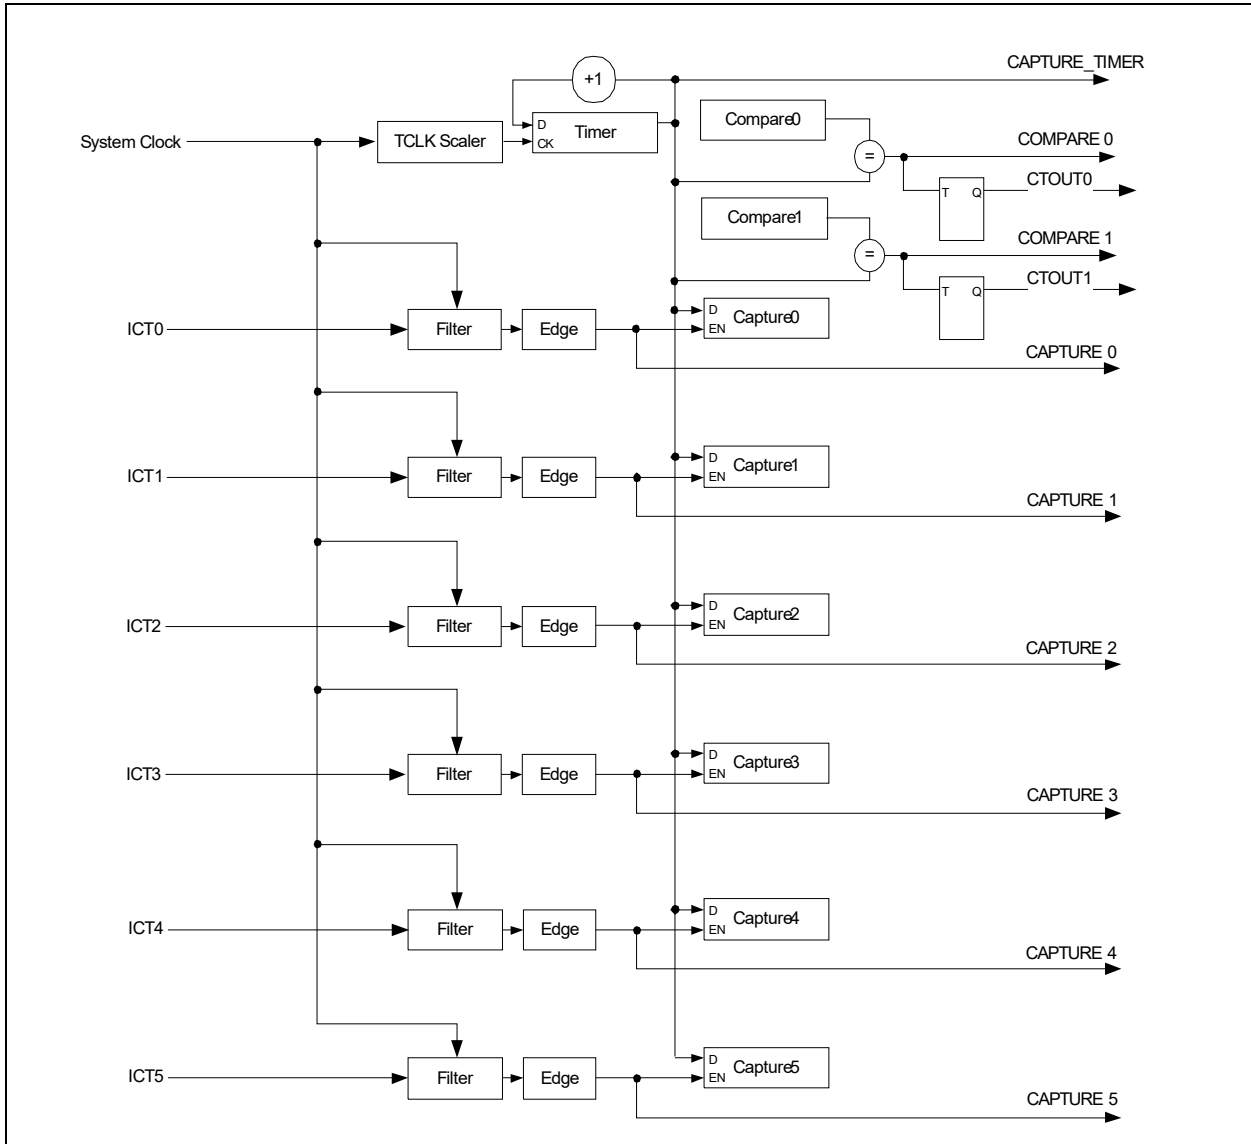 CAPTURE_TIMER
+1
D
CK
Timer
Compare0
System Clock
TCLK Scaler
=
COMPARE 0
T
Q
CTOUT0
Compare1
=
COMPARE 1
T
Q
CTOUT1
ICT0
Filter
Edge
D
EN
Capture0
CAPTURE 0
ICT1
Filter
Edge
D
EN
Capture1
CAPTURE 1
ICT2
Filter
Edge
D
EN
Capture2
CAPTURE 2
ICT3
Filter
Edge
D
EN
Capture3
CAPTURE 3
ICT4
Filter
Edge
D
EN
Capture4
CAPTURE 4
ICT5
Filter
Edge
D
EN
Capture5
CAPTURE 5